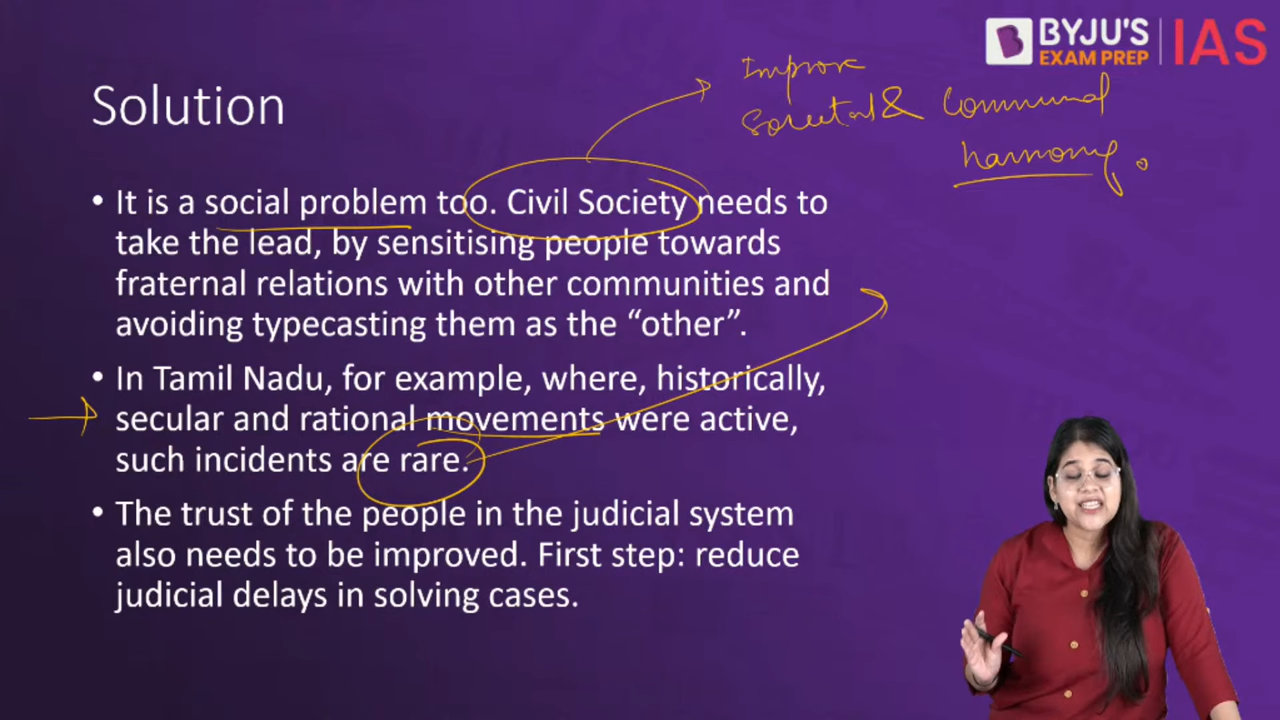 BYJU'S
EXAM PREP
IAS
Improve
Societal & Communal
harmony.
Solution
• It is a social problem too. Civil Society needs to
take the lead, by sensitising people towards
fraternal relations with other communities and
avoiding typecasting them as the “other”.
• In Tamil Nadu, for example, where, historically,
secular and rational movements were active,
such incidents are rare.
• The trust of the people in the judicial system
also needs to be improved. First step: reduce
judicial delays in solving cases.